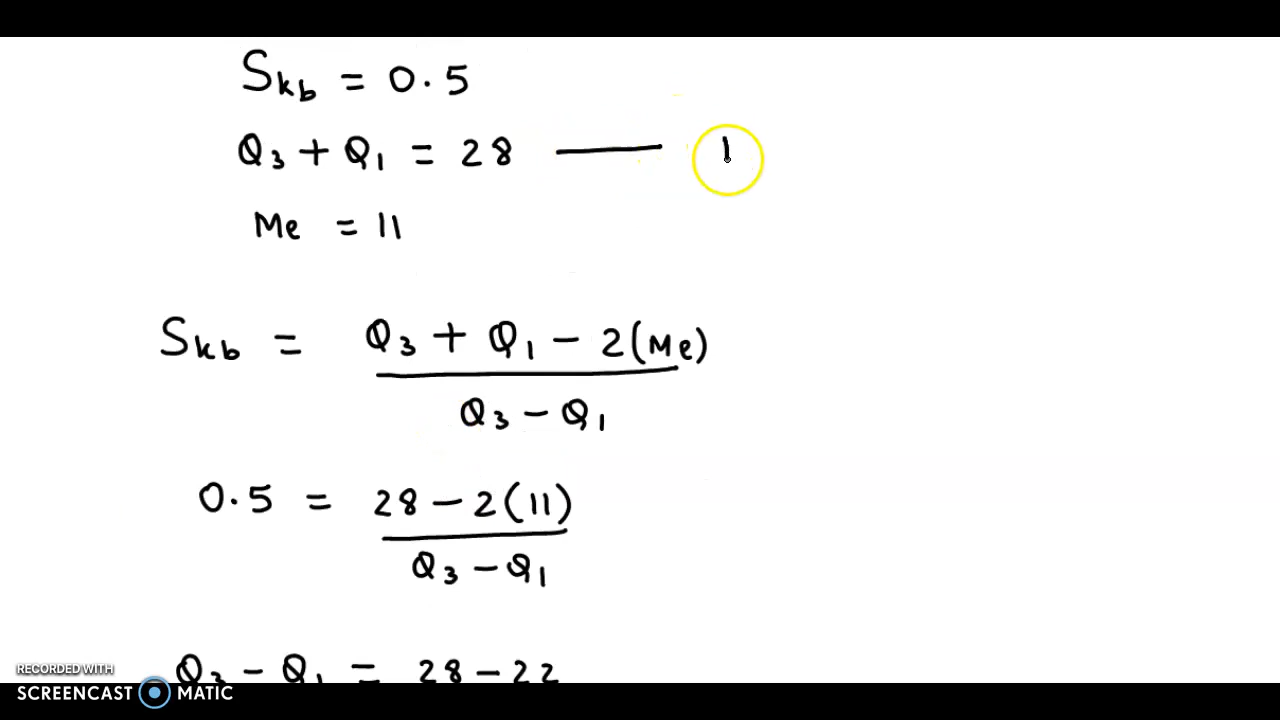 Skb = 0.5
Q3 + Q1 = 28 —— 1
Me = 11
Skb = Q3 + Q1 - 2(Me)
Q3 - Q1
0.5 = 28 - 2(11)
Q3 - Q1
Q3 - Q1 = 28 - 22
RECORDED WITH
SCREENCAST MATIC